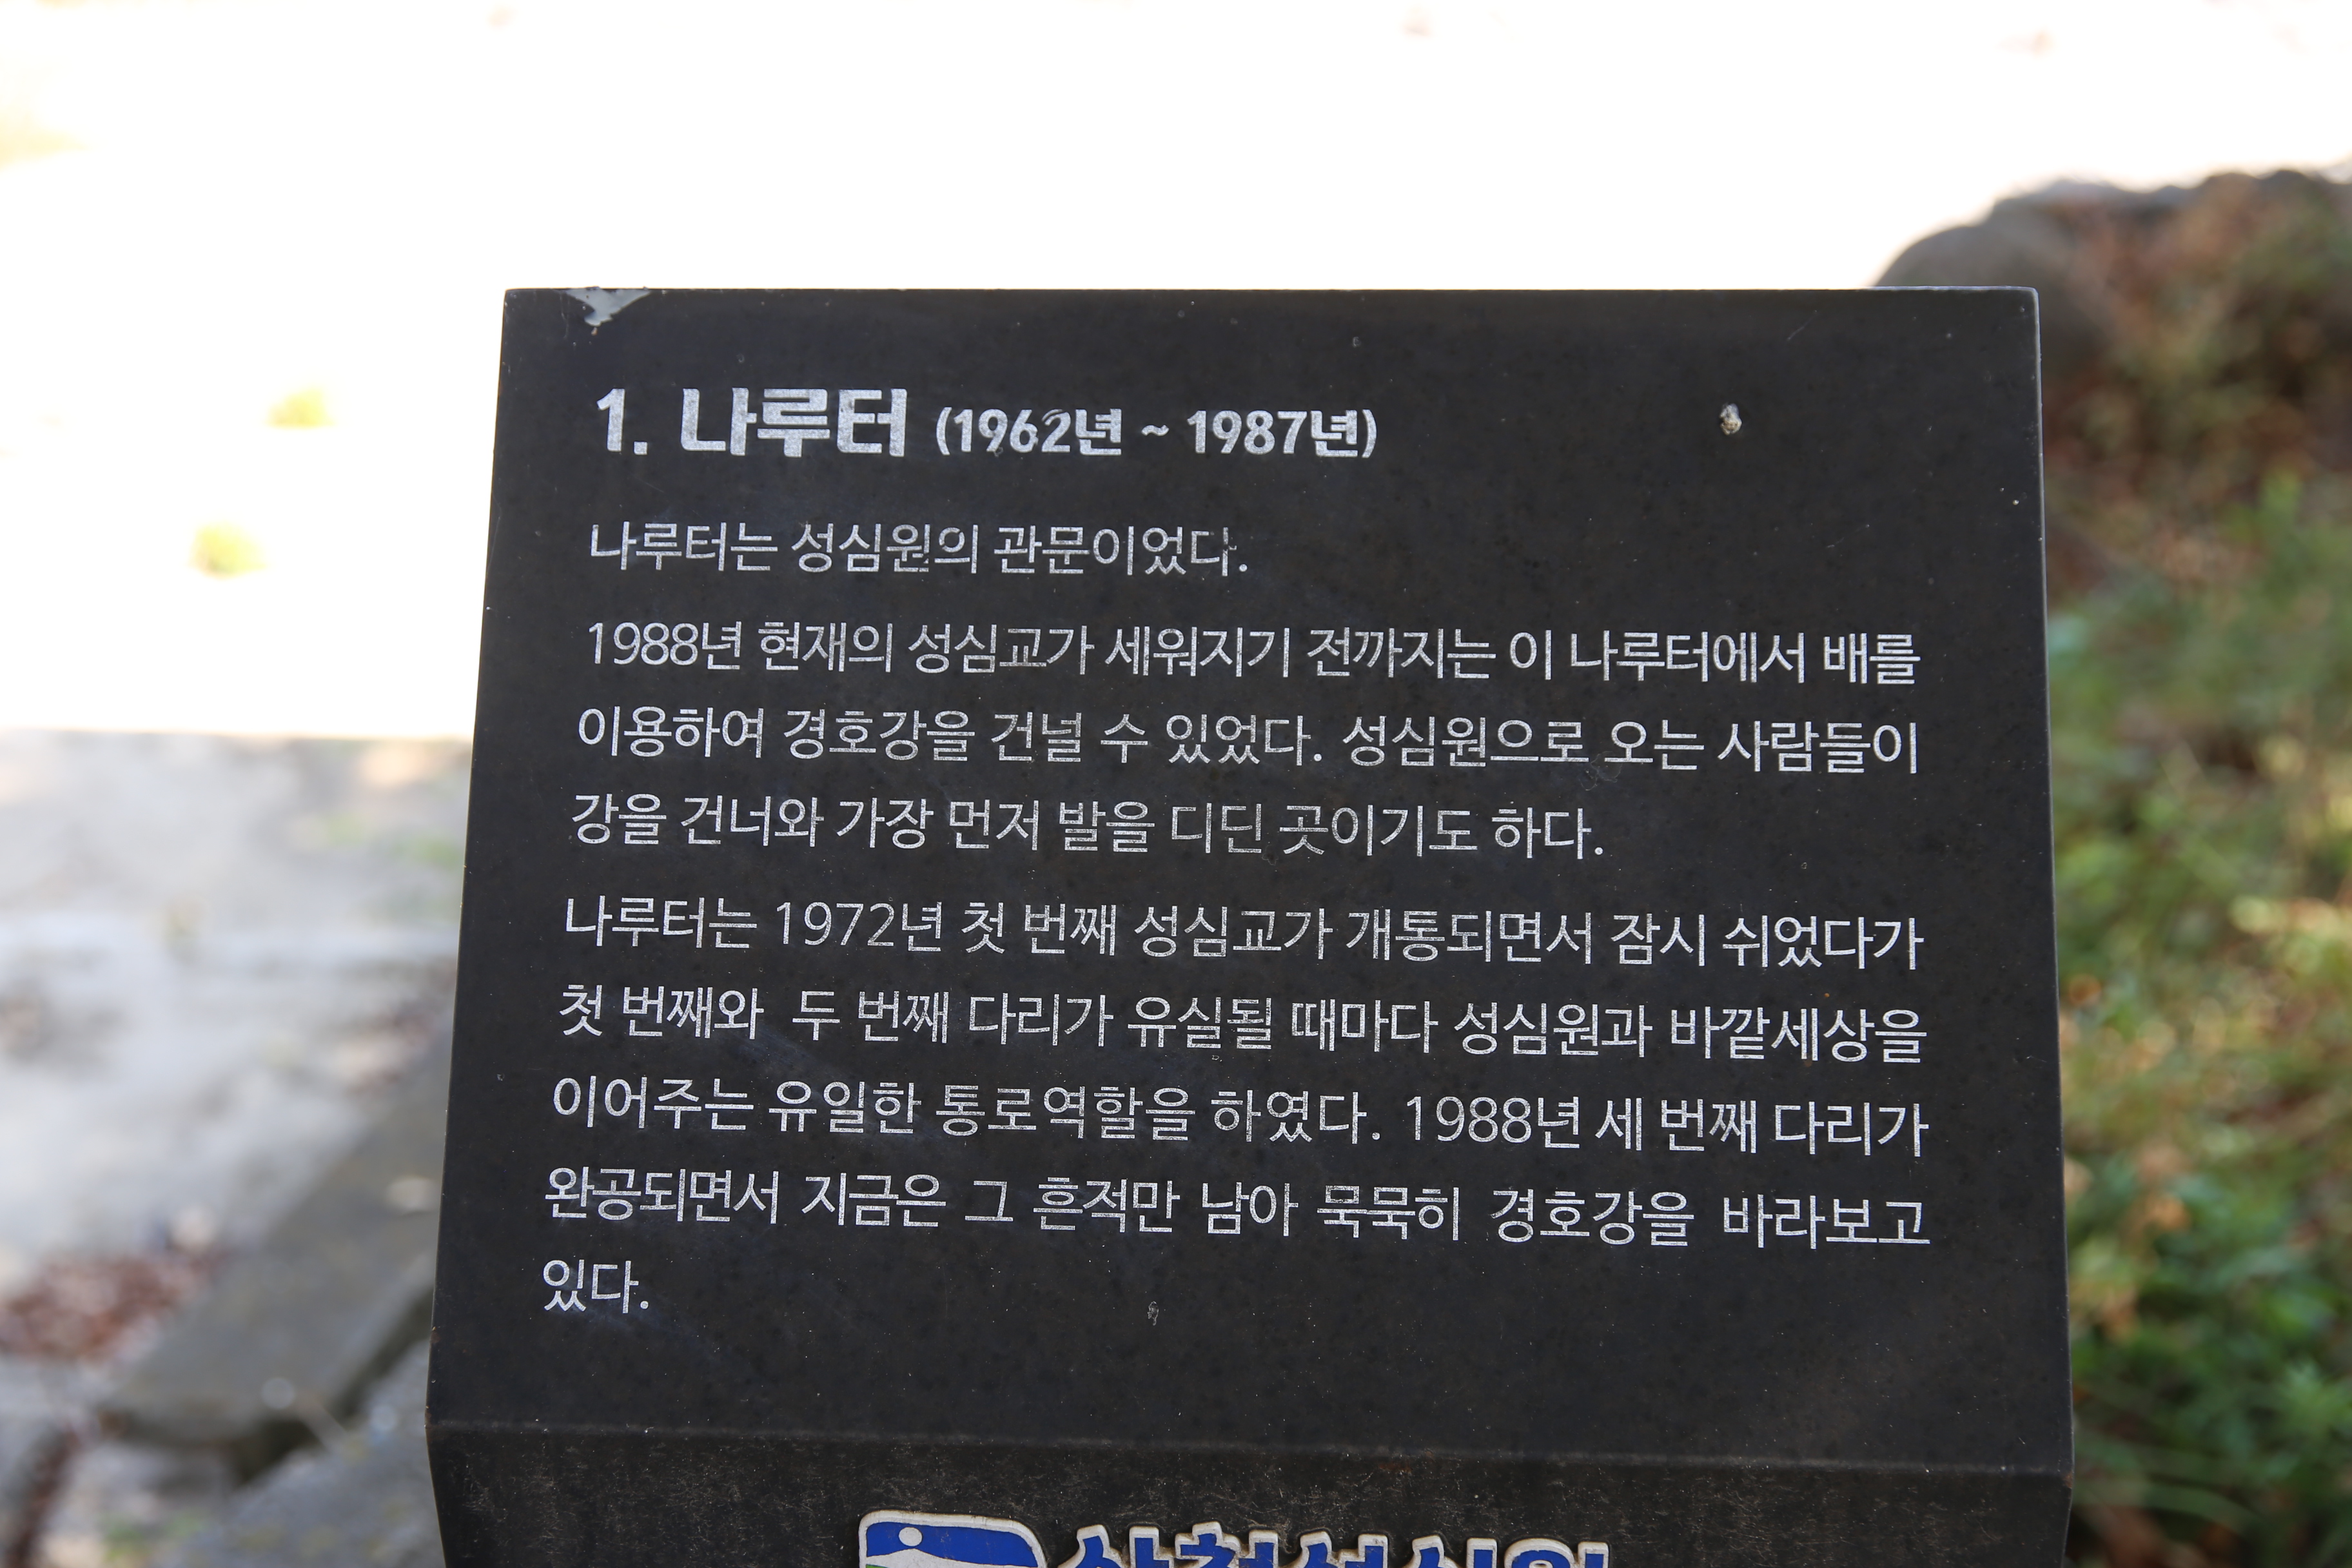 1. 나루터 (1962년 ~ 1987년)
나루터는 성심원의 관문이었다.
1988년 현재의 성심교가 세워지기 전까지는 이 나루터에서 배를
이용하여 경호강을 건널 수 있었다. 성심원으로 오는 사람들이
강을 건너와 가장 먼저 발을 디딘 곳이기도 하다.
나루터는 1972년 첫 번째 성심교가 개통되면서 잠시 쉬었다가
첫 번째와 두 번째 다리가 유실될 때마다 성심원과 바깥세상을
이어주는 유일한 통로역할을 하였다. 1988년 세 번째 다리가
완공되면서 지금은 그 흔적만 남아 묵묵히 경호강을 바라보고
있다.